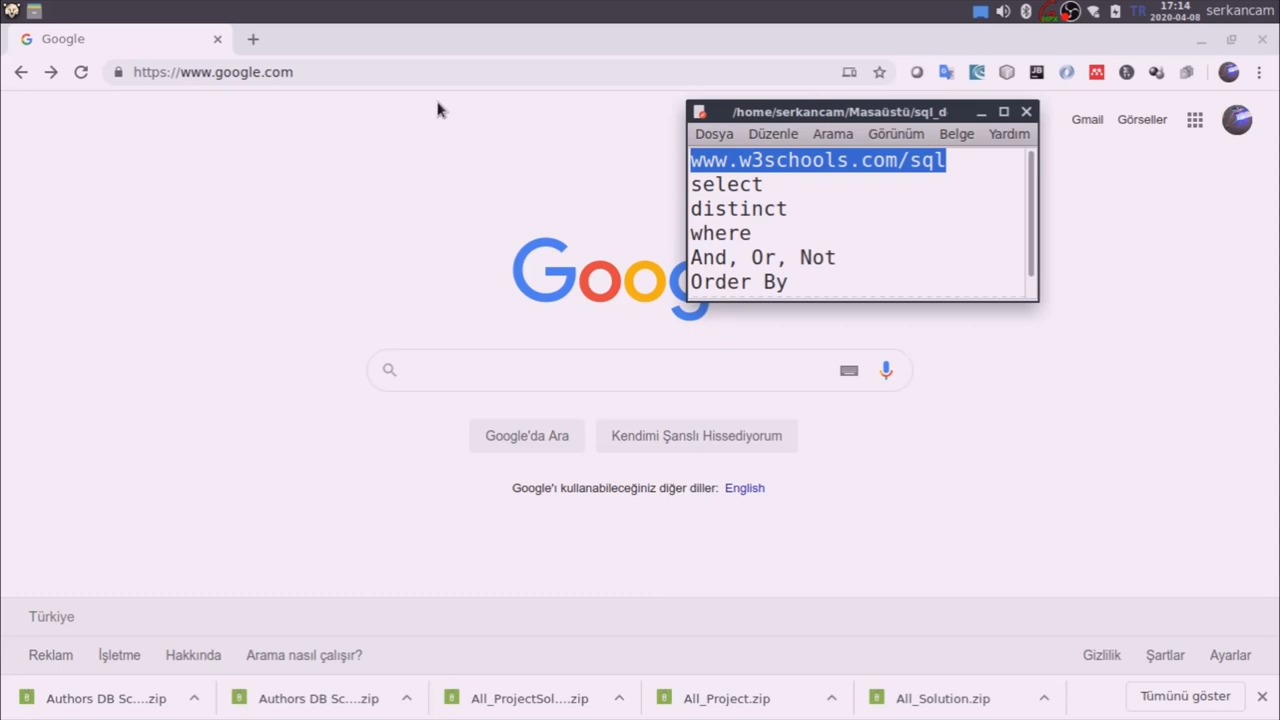 TR
17:14
2020-04-08
serkancam
Google
https://www.google.com
Gmail
Görseller
/home/serkancam/Masaüstü/sql_d
Dosya Düzenle Arama Görünüm Belge Yardım
www.w3schools.com/sql
select
distinct
where
And, Or, Not
Order By
Goog
Google'da Ara
Kendimi Şanslı Hissediyorum
Google'ı kullanabileceğiniz diğer diller: English
Türkiye
Reklam İşletme Hakkında Arama nasıl çalışır?
Gizlilik Şartlar Ayarlar
Authors DB Sc....zip
Authors DB Sc....zip
All_ProjectSol....zip
All_Project.zip
All_Solution.zip
Tümünü göster